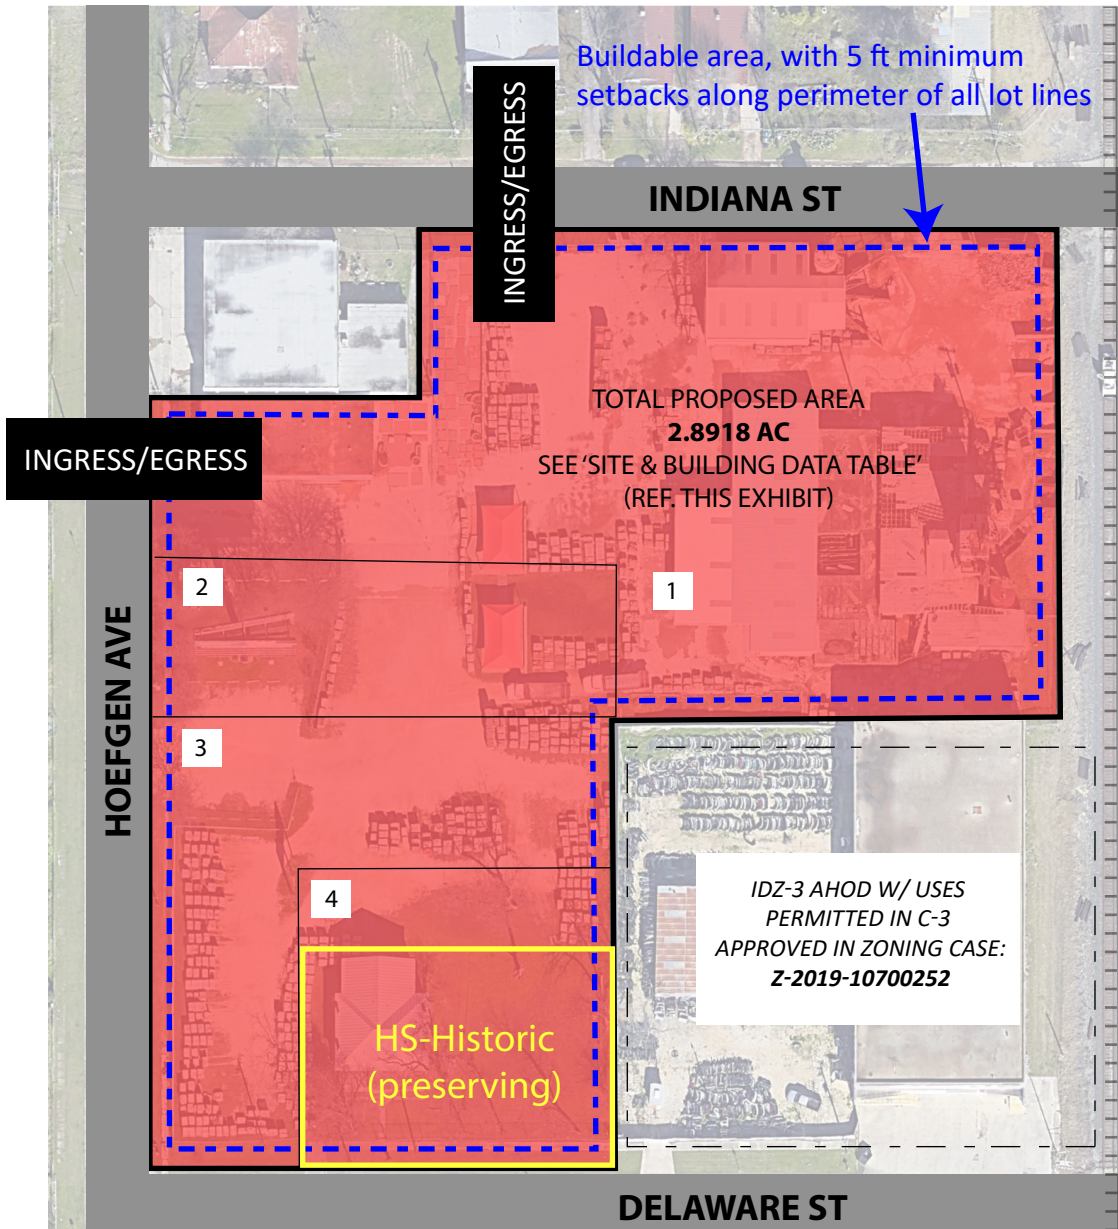 Buildable area, with 5 ft minimum
setbacks along perimeter of all lot lines
INGRESS/EGRESS
INDIANA ST
TOTAL PROPOSED AREA
2.8918 AC
SEE 'SITE & BUILDING DATA TABLE'
(REF. THIS EXHIBIT)
INGRESS/EGRESS
2
1
HOEFGEN AVE
3
4
IDZ-3 AHOD W/ USES
PERMITTED IN C-3
APPROVED IN ZONING CASE:
Z-2019-10700252
HS-Historic
(preserving)
DELAWARE ST